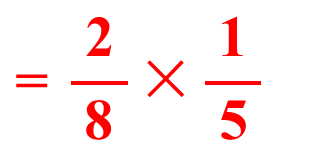 = 2/8 × 1/5